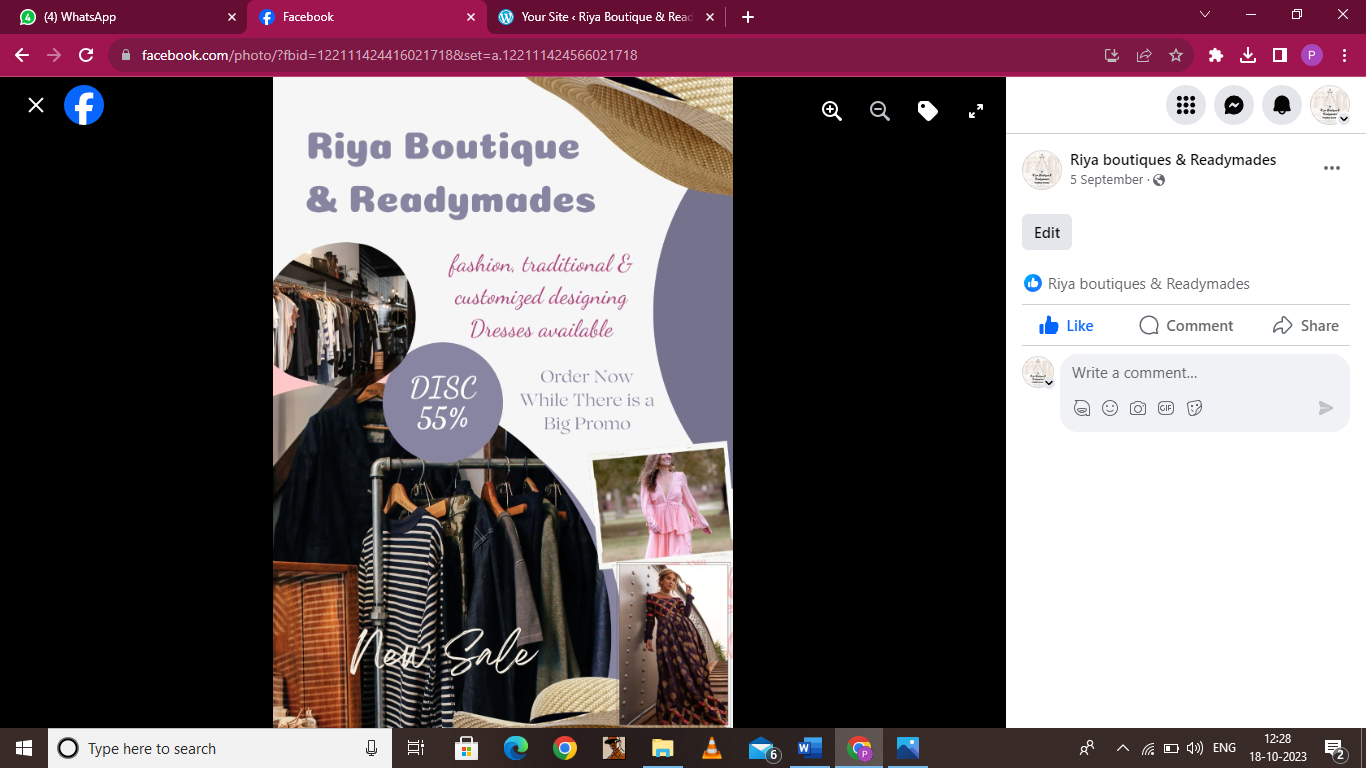 (4) WhatsApp
Facebook
Your Site ‹ Riya Boutique & Read
facebook.com/photo/?fbid=122111424416021718&set=a.122111424566021718
P
Riya Boutique
& Readymades
fashion, traditional &
customized designing
Dresses available
DISC
55%
Order Now
While There is a
Big Promo
New Sale
Riya boutiques & Readymades
5 September ·
Edit
Riya boutiques & Readymades
Like Comment Share
Write a comment...
GIF
Type here to search
6
W
P
ENG
12:28
18-10-2023
2